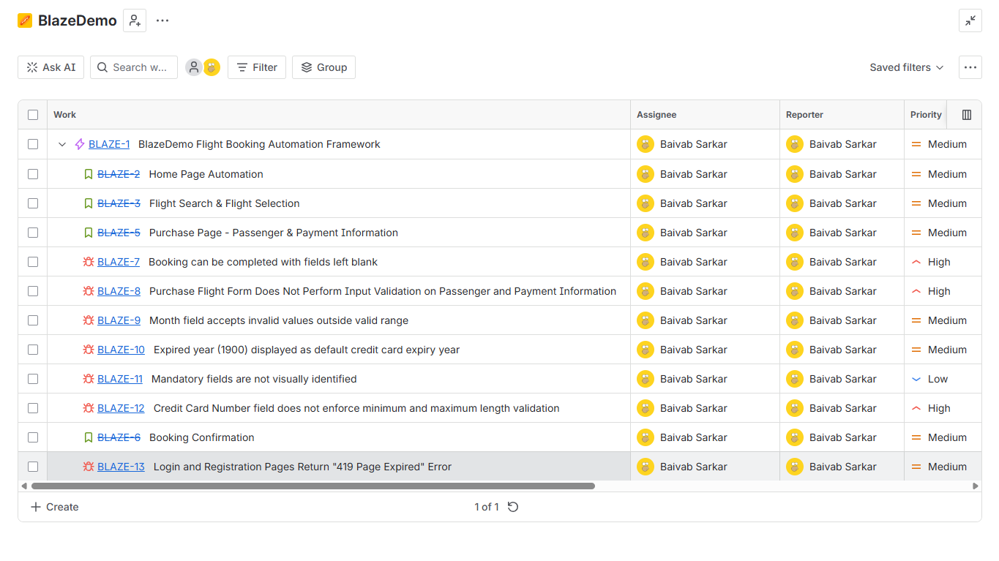 BlazeDemo
Ask AI Search w... Filter Group Saved filters
Work Assignee Reporter Priority
BLAZE-1 BlazeDemo Flight Booking Automation Framework Baivab Sarkar Baivab Sarkar Medium
BLAZE-2 Home Page Automation Baivab Sarkar Baivab Sarkar Medium
BLAZE-3 Flight Search & Flight Selection Baivab Sarkar Baivab Sarkar Medium
BLAZE-5 Purchase Page - Passenger & Payment Information Baivab Sarkar Baivab Sarkar Medium
BLAZE-7 Booking can be completed with fields left blank Baivab Sarkar Baivab Sarkar High
BLAZE-8 Purchase Flight Form Does Not Perform Input Validation on Passenger and Payment Information Baivab Sarkar Baivab Sarkar High
BLAZE-9 Month field accepts invalid values outside valid range Baivab Sarkar Baivab Sarkar Medium
BLAZE-10 Expired year (1900) displayed as default credit card expiry year Baivab Sarkar Baivab Sarkar Medium
BLAZE-11 Mandatory fields are not visually identified Baivab Sarkar Baivab Sarkar Low
BLAZE-12 Credit Card Number field does not enforce minimum and maximum length validation Baivab Sarkar Baivab Sarkar High
BLAZE-6 Booking Confirmation Baivab Sarkar Baivab Sarkar Medium
BLAZE-13 Login and Registration Pages Return "419 Page Expired" Error Baivab Sarkar Baivab Sarkar Medium
Create 1 of 1